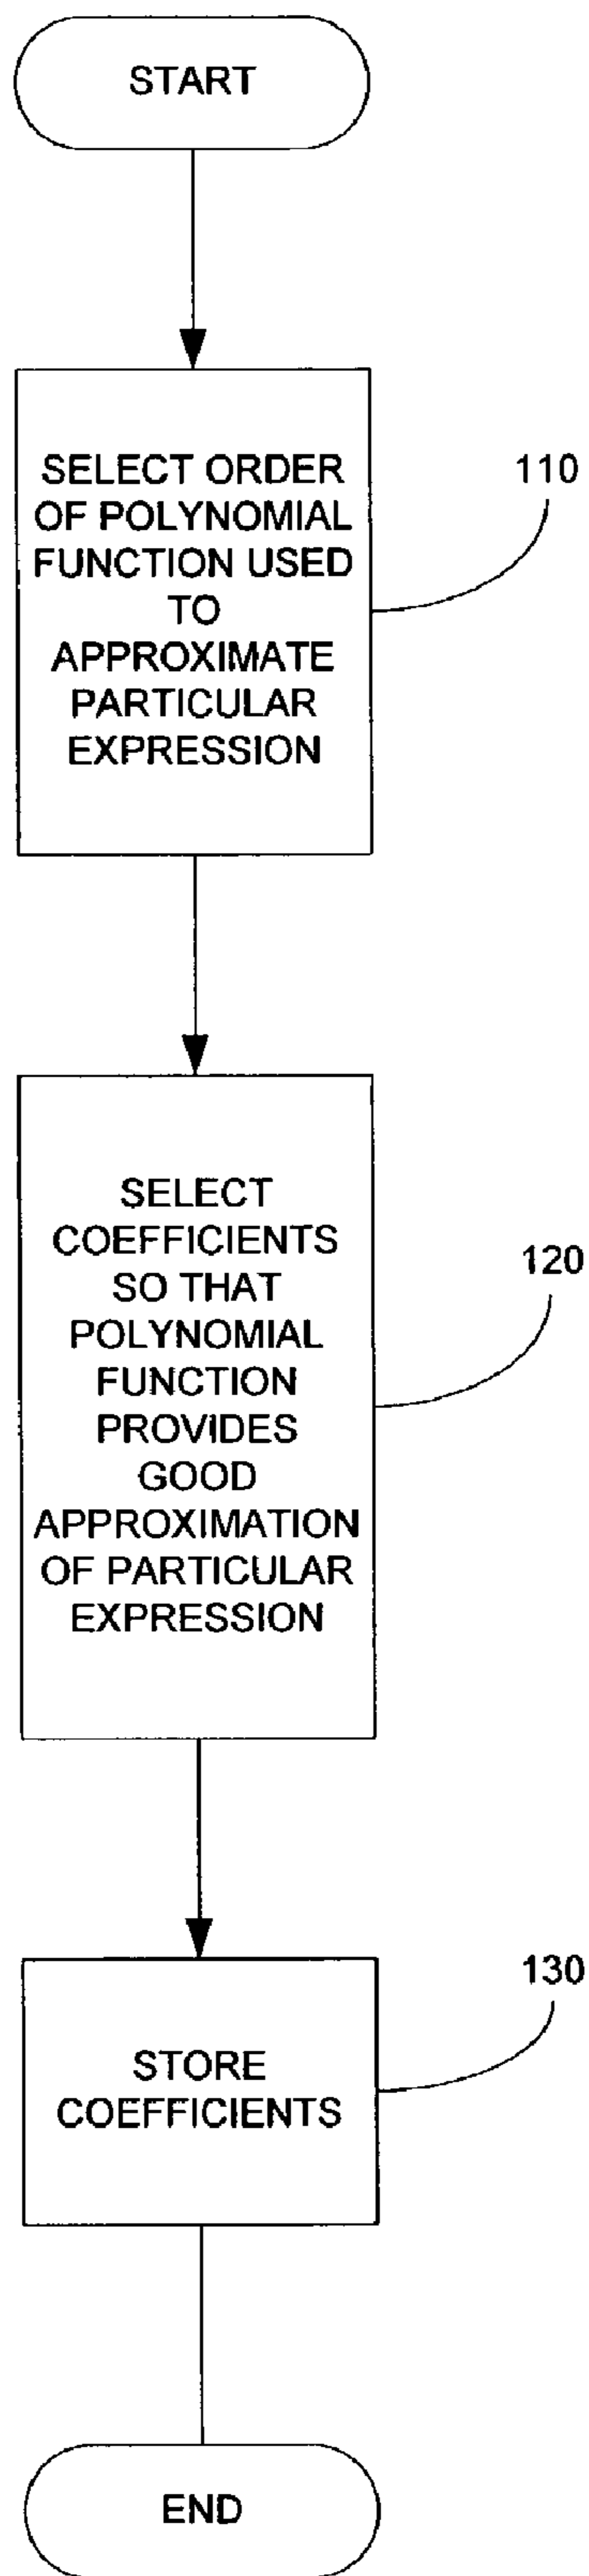 START
SELECT ORDER
OF POLYNOMIAL
FUNCTION USED
TO
APPROXIMATE
PARTICULAR
EXPRESSION
110
SELECT
COEFFICIENTS
SO THAT
POLYNOMIAL
FUNCTION
PROVIDES
GOOD
APPROXIMATION
OF PARTICULAR
EXPRESSION
120
STORE
COEFFICIENTS
130
END